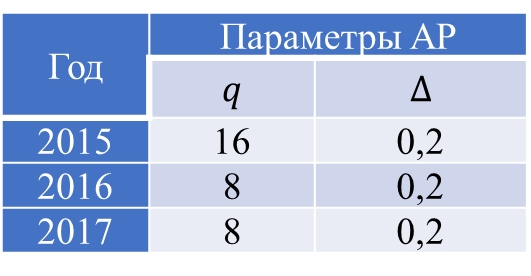 Параметры АР
Год
q Δ
2015 16 0,2
2016 8 0,2
2017 8 0,2